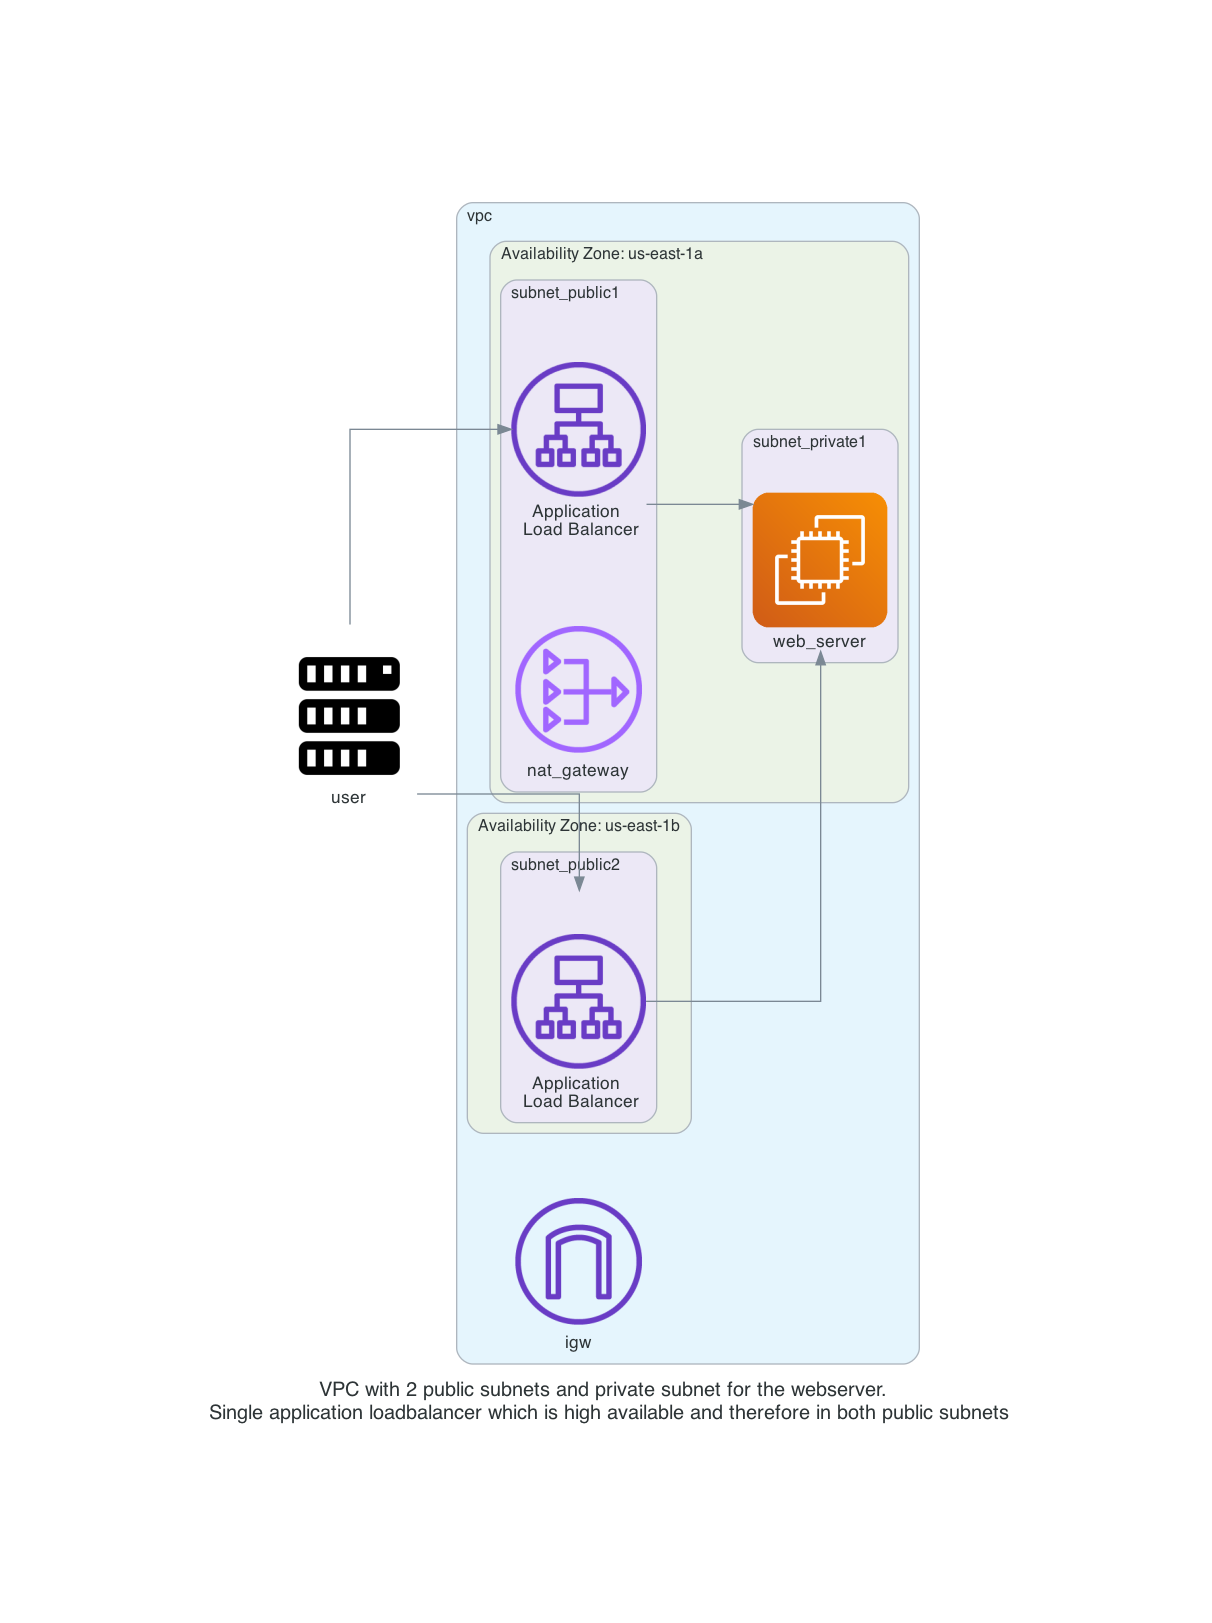 vpc
Availability Zone: us-east-1a
subnet_public1
Application
Load Balancer
subnet_private1
web_server
nat_gateway
user
Availability Zone: us-east-1b
subnet_public2
Application
Load Balancer
igw
VPC with 2 public subnets and private subnet for the webserver.
Single application loadbalancer which is high available and therefore in both public subnets